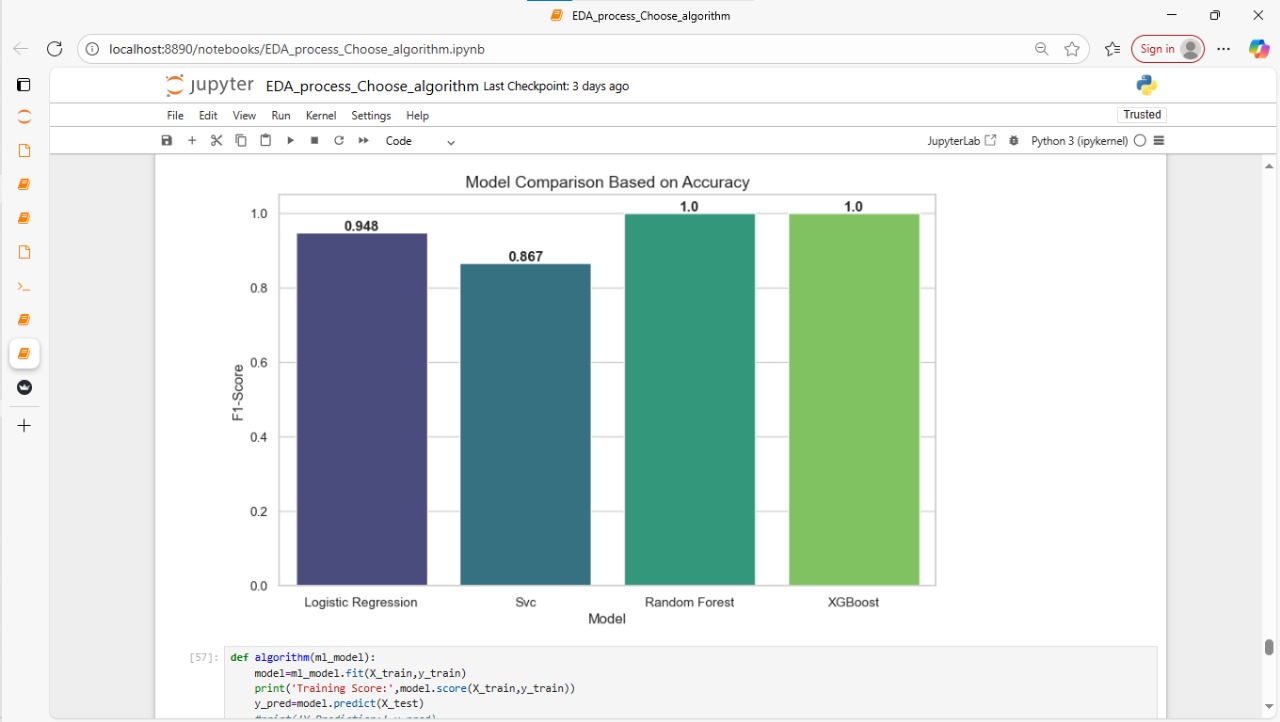 EDA_process_Choose_algorithm
localhost:8890/notebooks/EDA_process_Choose_algorithm.ipynb
Sign in
jupyter EDA_process_Choose_algorithm Last Checkpoint: 3 days ago
File Edit View Run Kernel Settings Help
Trusted
Code
JupyterLab
Python 3 (ipykernel)
Model Comparison Based on Accuracy
1.0
0.8
0.6
0.4
0.2
0.0
F1-Score
0.948
0.867
1.0
1.0
Logistic Regression
Svc
Random Forest
XGBoost
Model
[57]:
def algorithm(ml_model):
model=ml_model.fit(X_train,y_train)
print('Training Score:',model.score(X_train,y_train))
y_pred=model.predict(X_test)